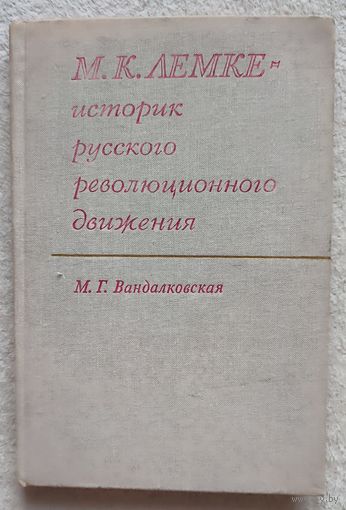 М. К. ЛЕМКЕ-
историк
русского
революционного
движения
М. Г. Вандалковская